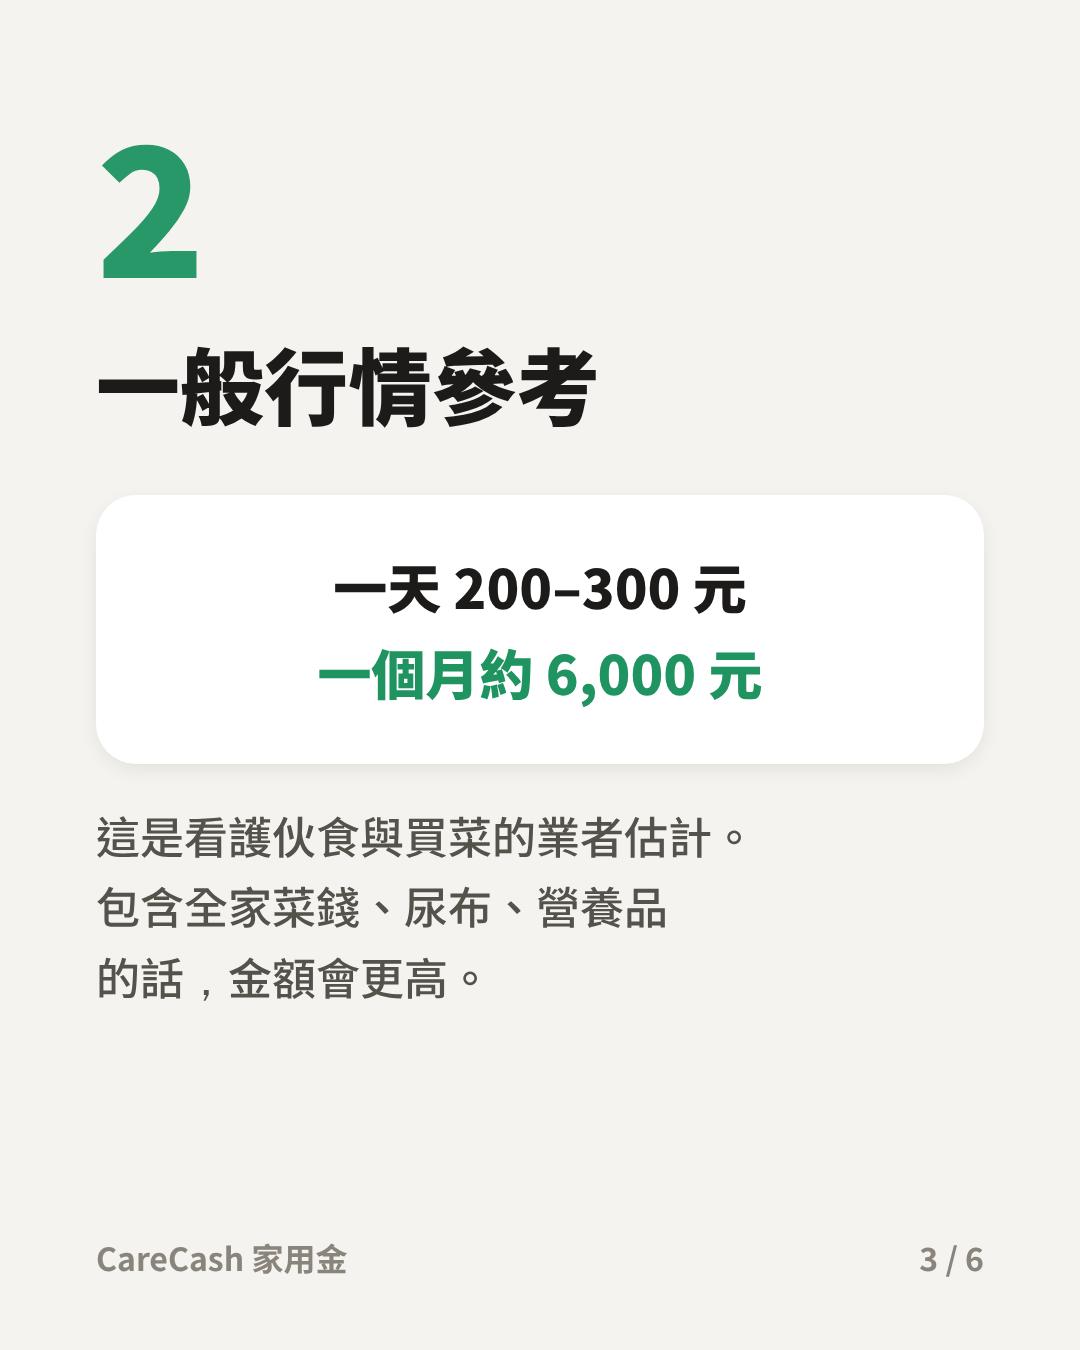 2
一般行情參考
一天 200–300 元
一個月約 6,000 元
這是看護伙食與買菜的業者估計。
包含全家菜錢、尿布、營養品
的話，金額會更高。
CareCash 家用金
3 / 6